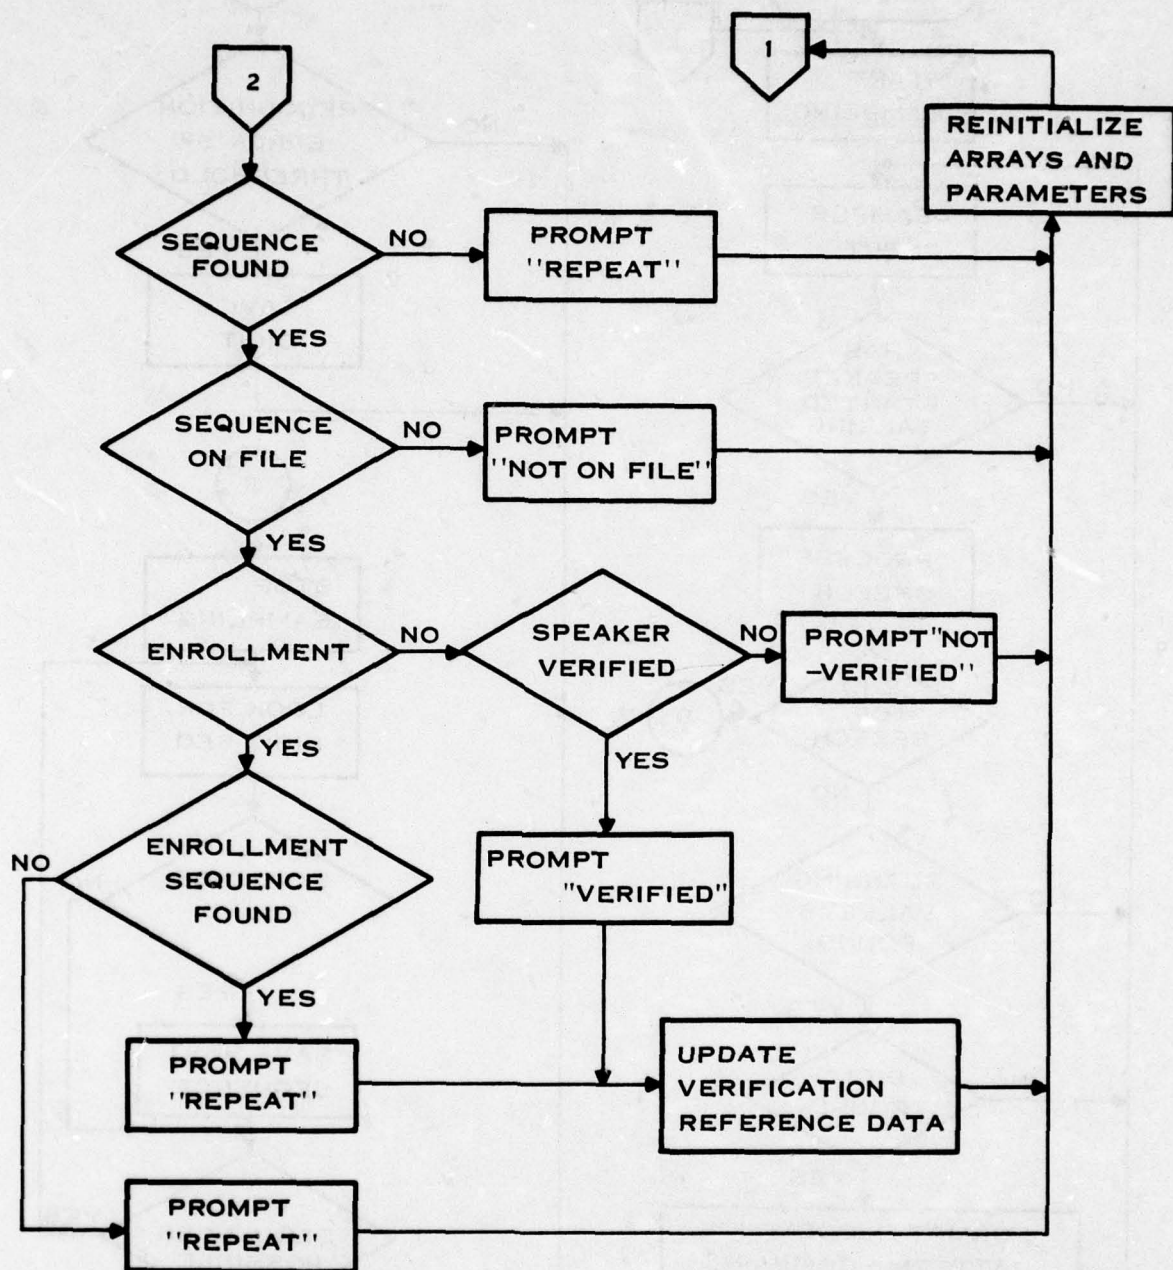 2
1
REINITIALIZE
ARRAYS AND
PARAMETERS
SEQUENCE
FOUND
NO
PROMPT
"REPEAT"
YES
SEQUENCE
ON FILE
NO
PROMPT
"NOT ON FILE"
YES
ENROLLMENT
NO
SPEAKER
VERIFIED
NO
PROMPT "NOT
-VERIFIED"
YES
YES
ENROLLMENT
SEQUENCE
FOUND
NO
PROMPT
"VERIFIED"
YES
PROMPT
"REPEAT"
UPDATE
VERIFICATION
REFERENCE DATA
PROMPT
"REPEAT"